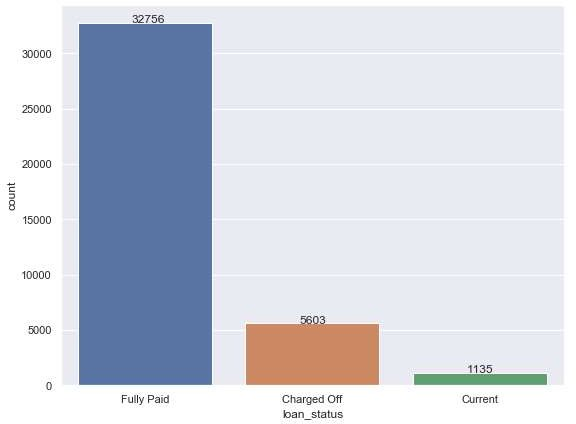 32756
30000
25000
20000
15000
10000
5000
0
count
5603
1135
Fully Paid
Charged Off
Current
loan_status